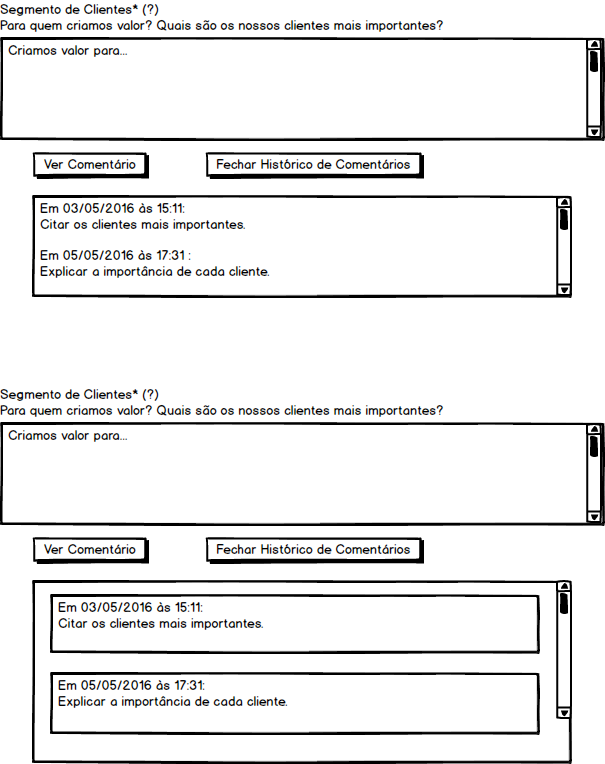 Segmento de Clientes* (?)
Para quem criamos valor? Quais são os nossos clientes mais importantes?
Criamos valor para...
Ver Comentário
Fechar Histórico de Comentários
Em 03/05/2016 às 15:11:
Citar os clientes mais importantes.
Em 05/05/2016 às 17:31 :
Explicar a importância de cada cliente.
Segmento de Clientes* (?)
Para quem criamos valor? Quais são os nossos clientes mais importantes?
Criamos valor para...
Ver Comentário
Fechar Histórico de Comentários
Em 03/05/2016 às 15:11:
Citar os clientes mais importantes.
Em 05/05/2016 às 17:31:
Explicar a importância de cada cliente.